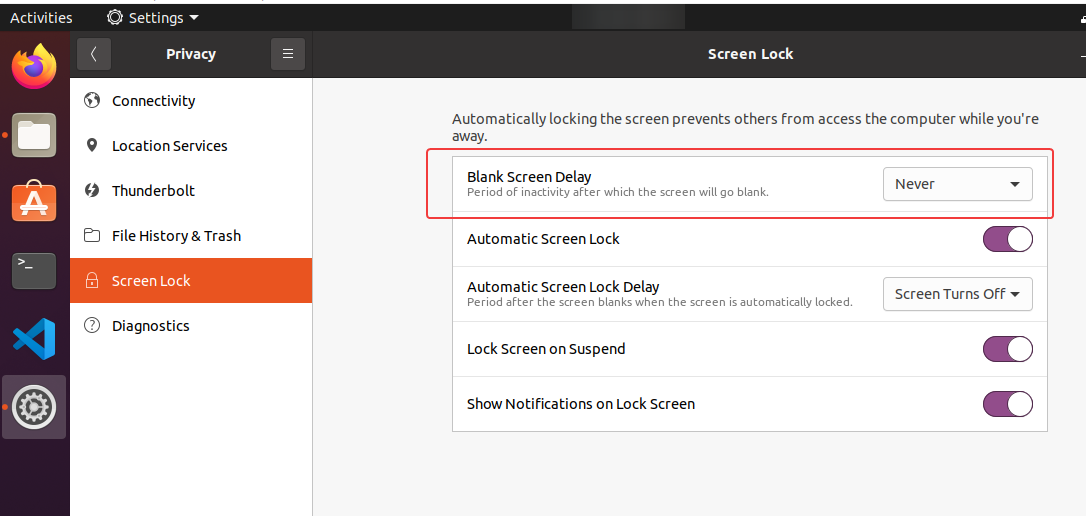 Activities
Settings
Privacy
Screen Lock
Connectivity
Location Services
Thunderbolt
File History & Trash
Screen Lock
Diagnostics
Automatically locking the screen prevents others from access the computer while you're
away.
Blank Screen Delay
Period of inactivity after which the screen will go blank.
Never
Automatic Screen Lock
Automatic Screen Lock Delay
Period after the screen blanks when the screen is automatically locked.
Screen Turns Off
Lock Screen on Suspend
Show Notifications on Lock Screen